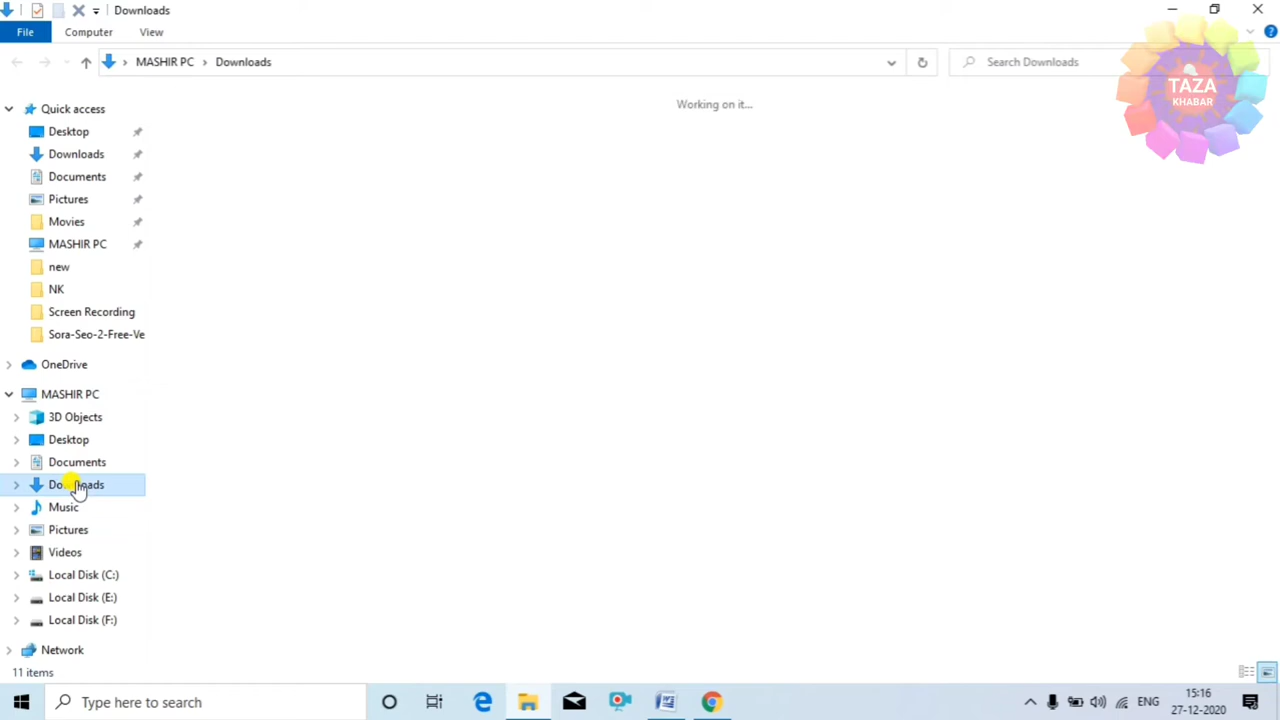 Downloads
File
Computer
View
MASHIR PC
Downloads
Search Downloads
TAZA
KHABAR
Working on it...
Quick access
Desktop
Downloads
Documents
Pictures
Movies
MASHIR PC
new
NK
Screen Recording
Sora-Seo-2-Free-Ve
OneDrive
MASHIR PC
3D Objects
Desktop
Documents
Downloads
Music
Pictures
Videos
Local Disk (C:)
Local Disk (E:)
Local Disk (F:)
Network
11 items
Type here to search
ENG
15:16
27-12-2020